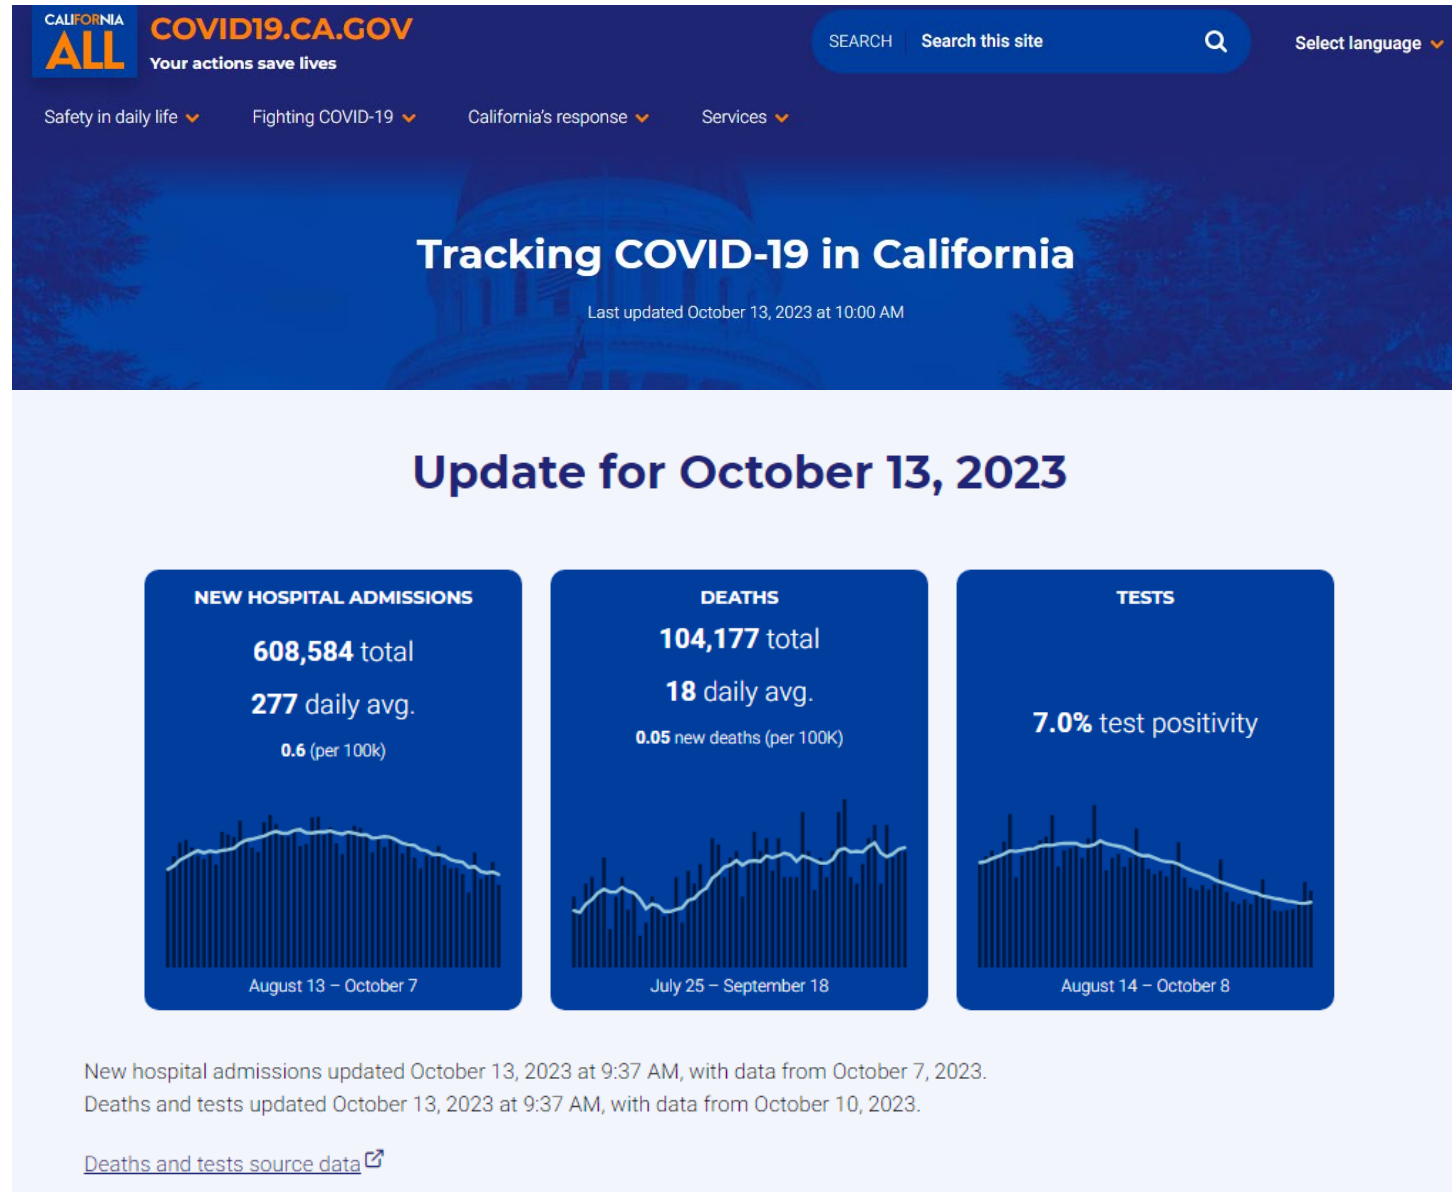 CALIFORNIA
ALL
COVID19.CA.GOV
Your actions save lives
SEARCH Search this site
Select language
Safety in daily life Fighting COVID-19 California's response Services
Tracking COVID-19 in California
Last updated October 13, 2023 at 10:00 AM
Update for October 13, 2023
NEW HOSPITAL ADMISSIONS
608,584 total
277 daily avg.
0.6 (per 100k)
August 13 – October 7
DEATHS
104,177 total
18 daily avg.
0.05 new deaths (per 100K)
July 25 – September 18
TESTS
7.0% test positivity
August 14 – October 8
New hospital admissions updated October 13, 2023 at 9:37 AM, with data from October 7, 2023.
Deaths and tests updated October 13, 2023 at 9:37 AM, with data from October 10, 2023.
Deaths and tests source data